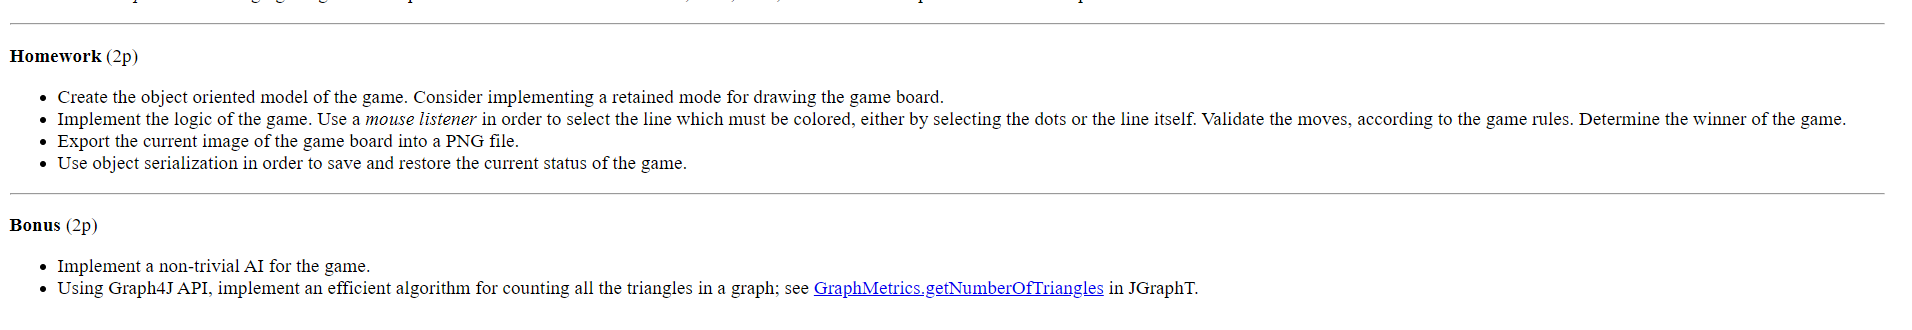 Homework (2p)
• Create the object oriented model of the game. Consider implementing a retained mode for drawing the game board.
• Implement the logic of the game. Use a mouse listener in order to select the line which must be colored, either by selecting the dots or the line itself. Validate the moves, according to the game rules. Determine the winner of the game.
• Export the current image of the game board into a PNG file.
• Use object serialization in order to save and restore the current status of the game.
Bonus (2p)
• Implement a non-trivial AI for the game.
• Using Graph4J API, implement an efficient algorithm for counting all the triangles in a graph; see GraphMetrics.getNumberOfTriangles in JGraphT.